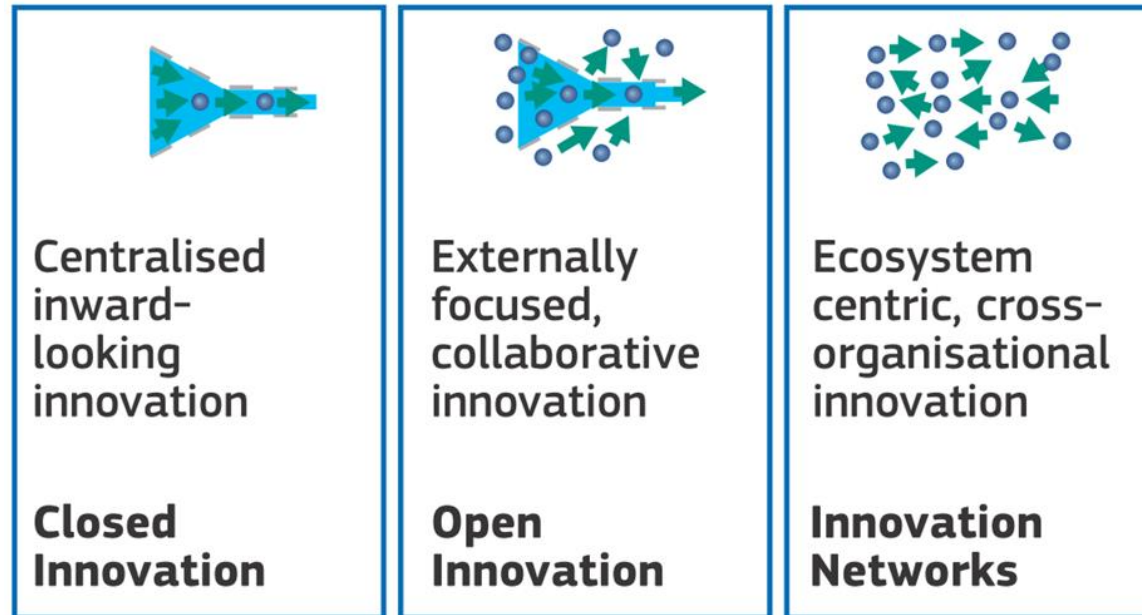 Centralised
inward-
looking
innovation
Closed
Innovation
Externally
focused,
collaborative
innovation
Open
Innovation
Ecosystem
centric, cross-
organisational
innovation
Innovation
Networks